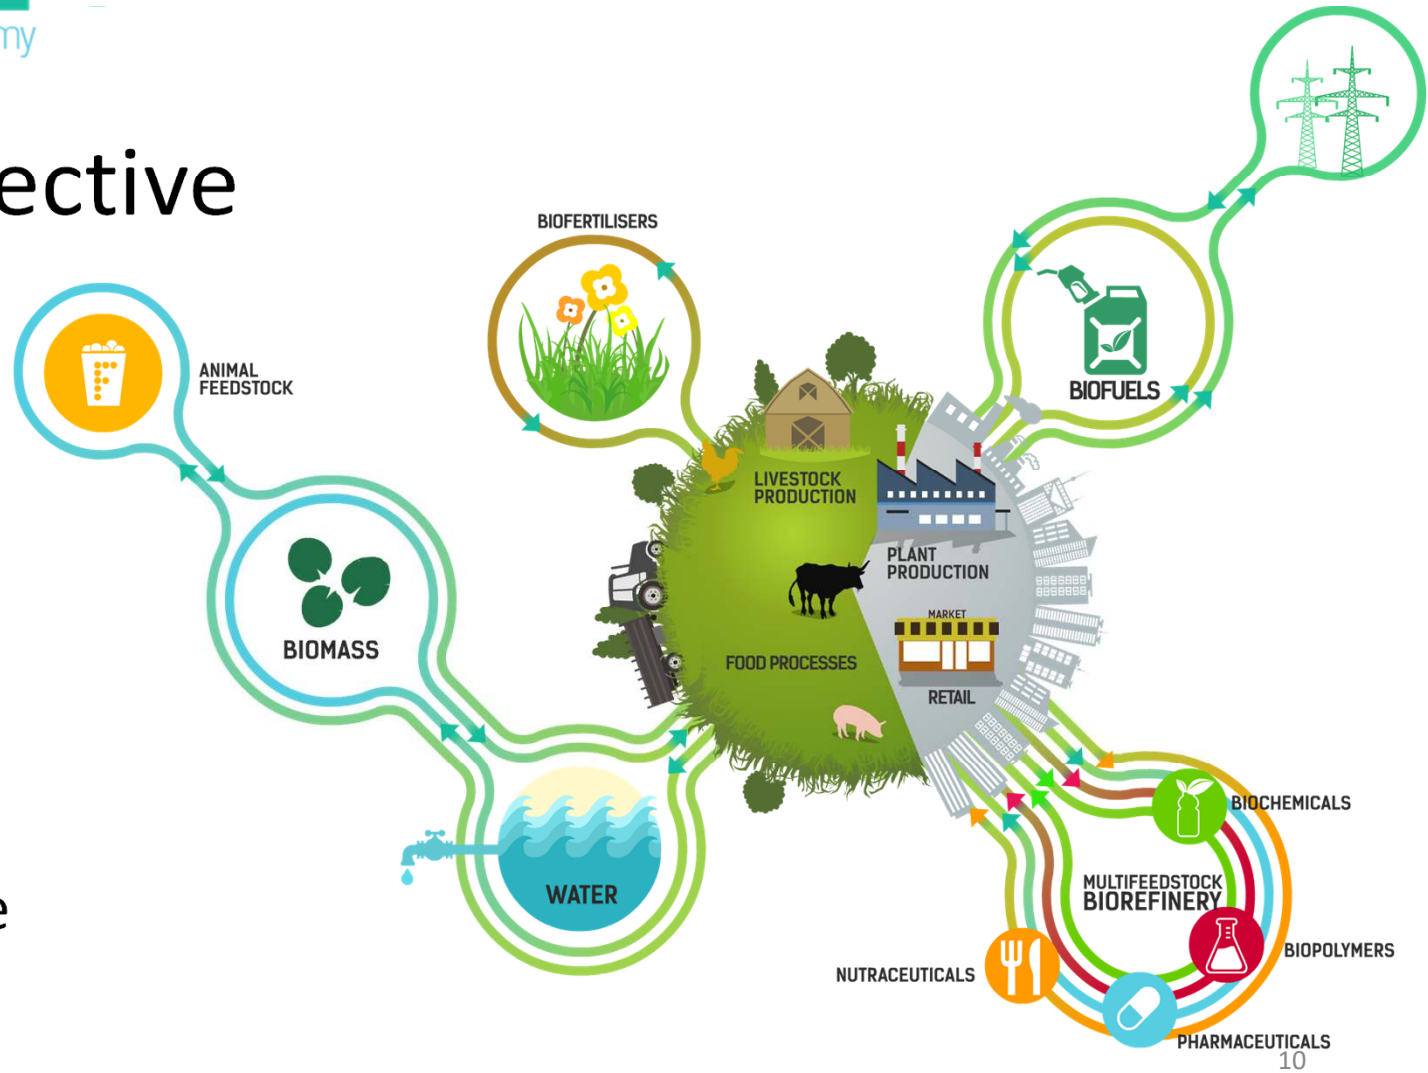 my
ective
BIOFERTILISERS
ANIMAL
FEEDSTOCK
BIOFUELS
LIVESTOCK
PRODUCTION
PLANT
PRODUCTION
MARKET
BIOMASS
FOOD PROCESSES
RETAIL
BIOCHEMICALS
WATER
MULTIFEEDSTOCK
BIOREFINERY
e
BIOPOLYMERS
NUTRACEUTICALS
PHARMACEUTICALS
10